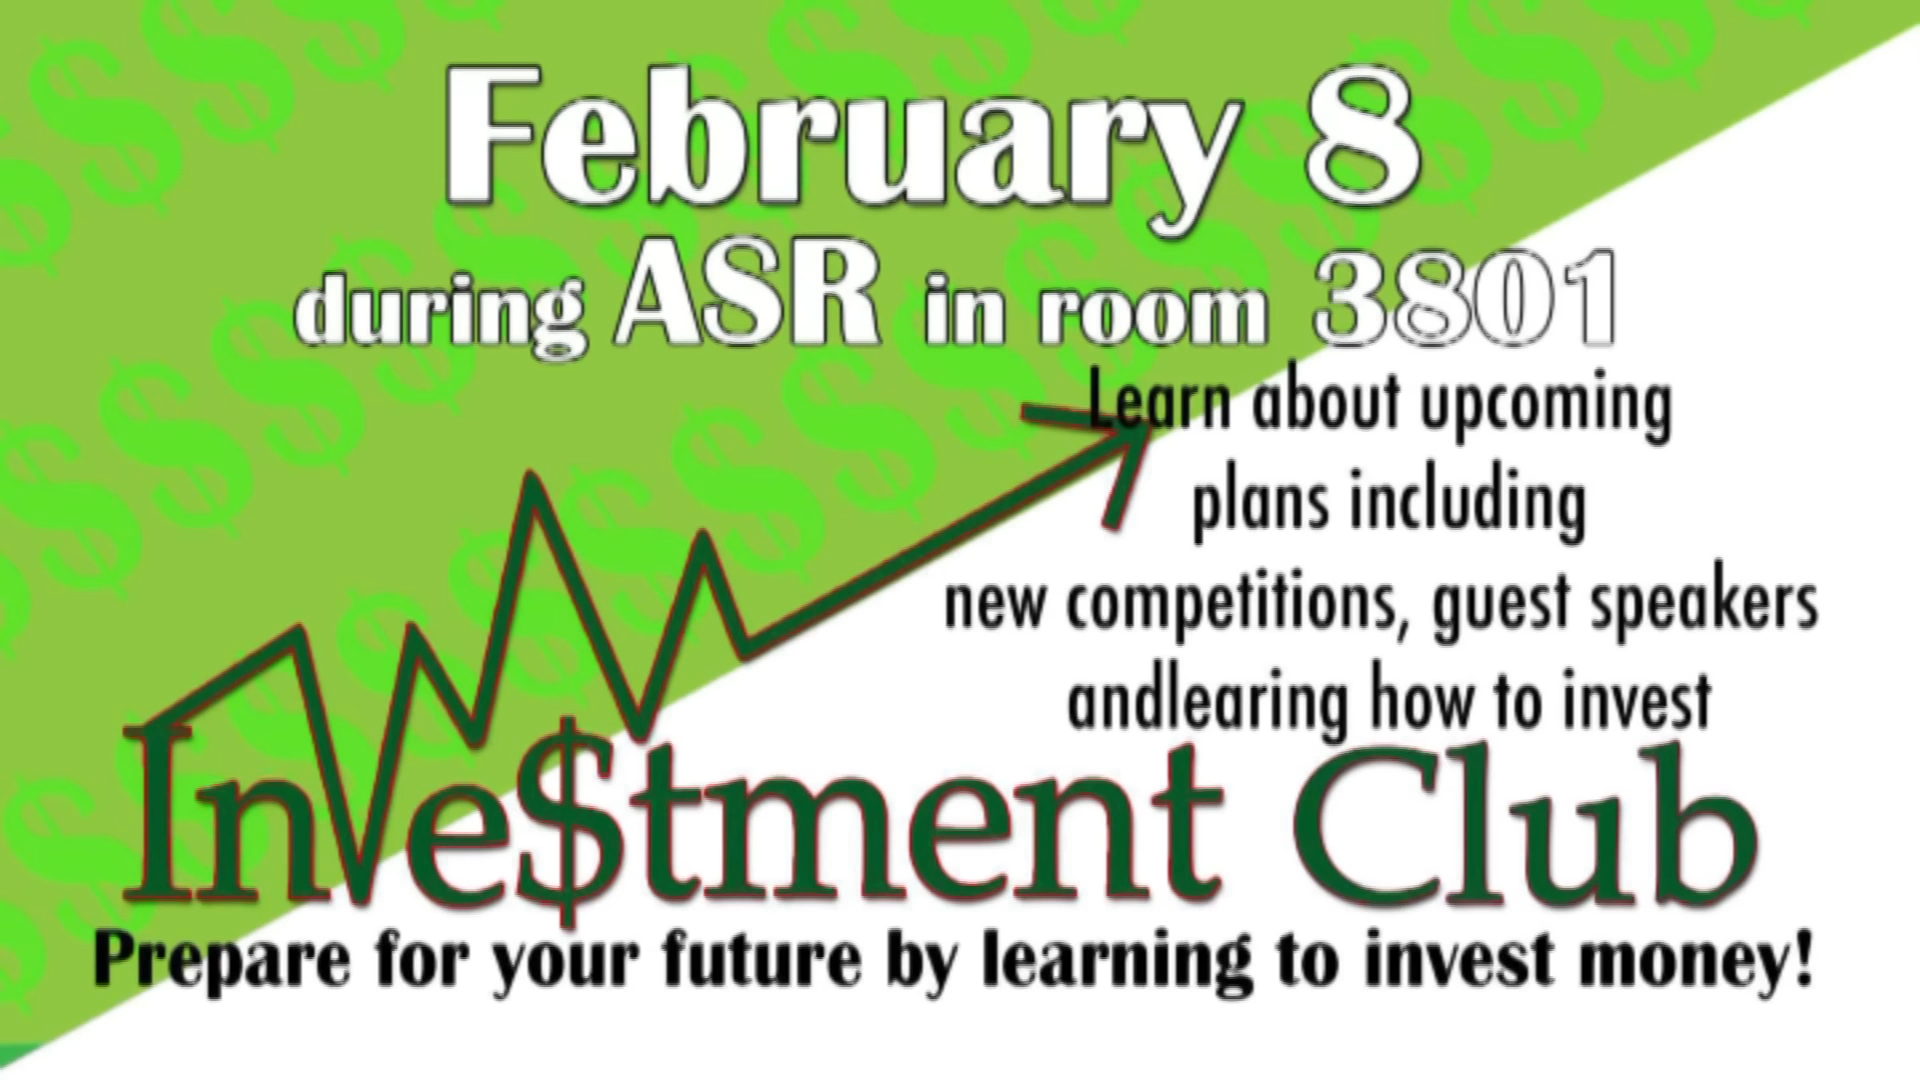 February 8
during ASR in room 3801
Learn about upcoming
plans including
new competitions, guest speakers
andlearing how to invest
Inve$tment Club
Prepare for your future by learning to invest money!